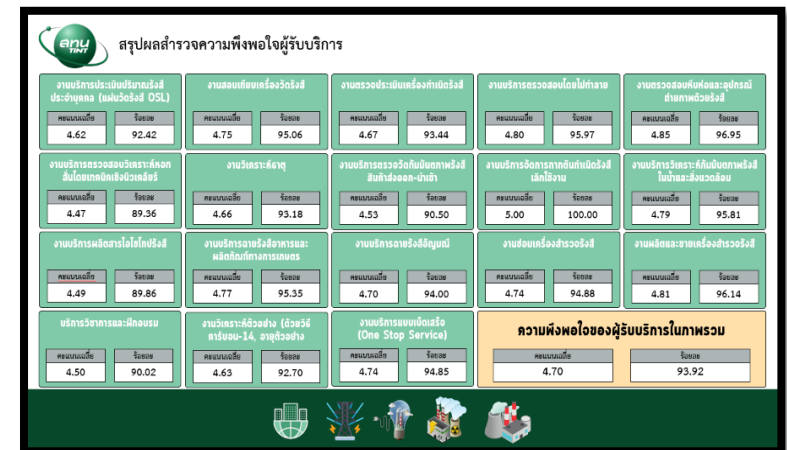 อนุ
TINT
สรุปผลสำรวจความพึงพอใจผู้รับบริการ
งานบริการประเมินปริมาณรังสี
ประจำบุคคล (แผ่นวัดรังสี OSL)
คะแนนเฉลี่ย ร้อยละ
4.62 92.42
งานสอบเทียบเครื่องวัดรังสี
คะแนนเฉลี่ย ร้อยละ
4.75 95.06
งานตรวจประเมินเครื่องกำเนิดรังสี
คะแนนเฉลี่ย ร้อยละ
4.67 93.44
งานบริการตรวจสอบโดยไม่ทำลาย
คะแนนเฉลี่ย ร้อยละ
4.80 95.97
งานตรวจสอบหีบห่อและอุปกรณ์
ถ่ายภาพด้วยรังสี
คะแนนเฉลี่ย ร้อยละ
4.85 96.95
งานบริการตรวจสอบวิเคราะห์หอก
สั่นโดยเทคนิคเชิงนิวเคลียร์
คะแนนเฉลี่ย ร้อยละ
4.47 89.36
งานวิเคราะห์ธาตุ
คะแนนเฉลี่ย ร้อยละ
4.66 93.18
งานบริการตรวจวัดกัมมันตภาพรังสี
สินค้าส่งออก-นำเข้า
คะแนนเฉลี่ย ร้อยละ
4.53 90.50
งานบริการจัดการกากต้นกำเนิดรังสี
เลิกใช้งาน
คะแนนเฉลี่ย ร้อยละ
5.00 100.00
งานบริการวิเคราะห์กัมมันตภาพรังสี
ในน้ำและสิ่งแวดล้อม
คะแนนเฉลี่ย ร้อยละ
4.79 95.81
งานบริการผลิตสารไอโซโทปรังสี
คะแนนเฉลี่ย ร้อยละ
4.49 89.86
งานบริการฉายรังสีอาหารและ
ผลิตภัณฑ์ทางการเกษตร
คะแนนเฉลี่ย ร้อยละ
4.77 95.35
งานบริการฉายรังสีอัญมณี
คะแนนเฉลี่ย ร้อยละ
4.70 94.00
งานซ่อมเครื่องสำรวจรังสี
คะแนนเฉลี่ย ร้อยละ
4.74 94.88
งานผลิตและขายเครื่องสำรวจรังสี
คะแนนเฉลี่ย ร้อยละ
4.81 96.14
บริการวิชาการและฝึกอบรม
คะแนนเฉลี่ย ร้อยละ
4.50 90.02
งานวิเคราะห์ตัวอย่าง (ด้วยวิธี
คาร์บอน-14, อายุตัวอย่าง
คะแนนเฉลี่ย ร้อยละ
4.63 92.70
งานบริการแบบเบ็ดเสร็จ
(One Stop Service)
คะแนนเฉลี่ย ร้อยละ
4.74 94.85
ความพึงพอใจของผู้รับบริการในภาพรวม
คะแนนเฉลี่ย ร้อยละ
4.70 93.92